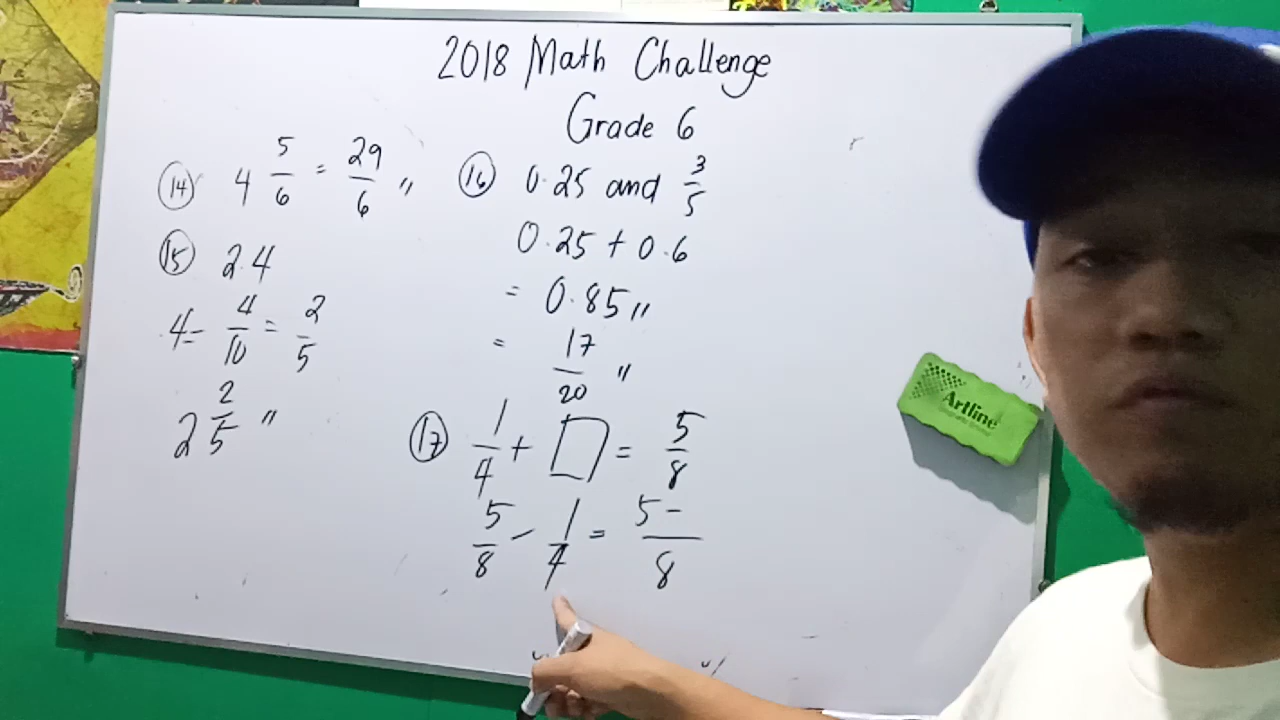 2018 Math Challenge
Grade 6
(14) 4 5/6 = 29/6 "
(15) 2.4
4 = 4/10 = 2/5
2 2/5 "
(16) 0.25 and 3/5
0.25 + 0.6
= 0.85 "
= 17/20 "
(17) 1/4 + □ = 5/8
5/8 - 1/4 = 5 - /8
Artline